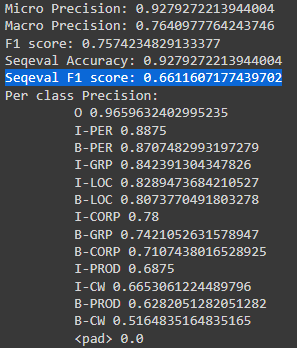 Micro Precision: 0.9279272213944004
Macro Precision: 0.7640977764243746
F1 score: 0.7574234829133377
Seqeval Accuracy: 0.9279272213944004
Seqeval F1 score: 0.6611607177439702
Per class Precision:
O 0.9659632402995235
I-PER 0.8875
B-PER 0.8707482993197279
I-GRP 0.842391304347826
I-LOC 0.8289473684210527
B-LOC 0.8073770491803278
I-CORP 0.78
B-GRP 0.7421052631578947
B-CORP 0.7107438016528925
I-PROD 0.6875
I-CW 0.6653061224489796
B-PROD 0.6282051282051282
B-CW 0.5164835164835165
<pad> 0.0